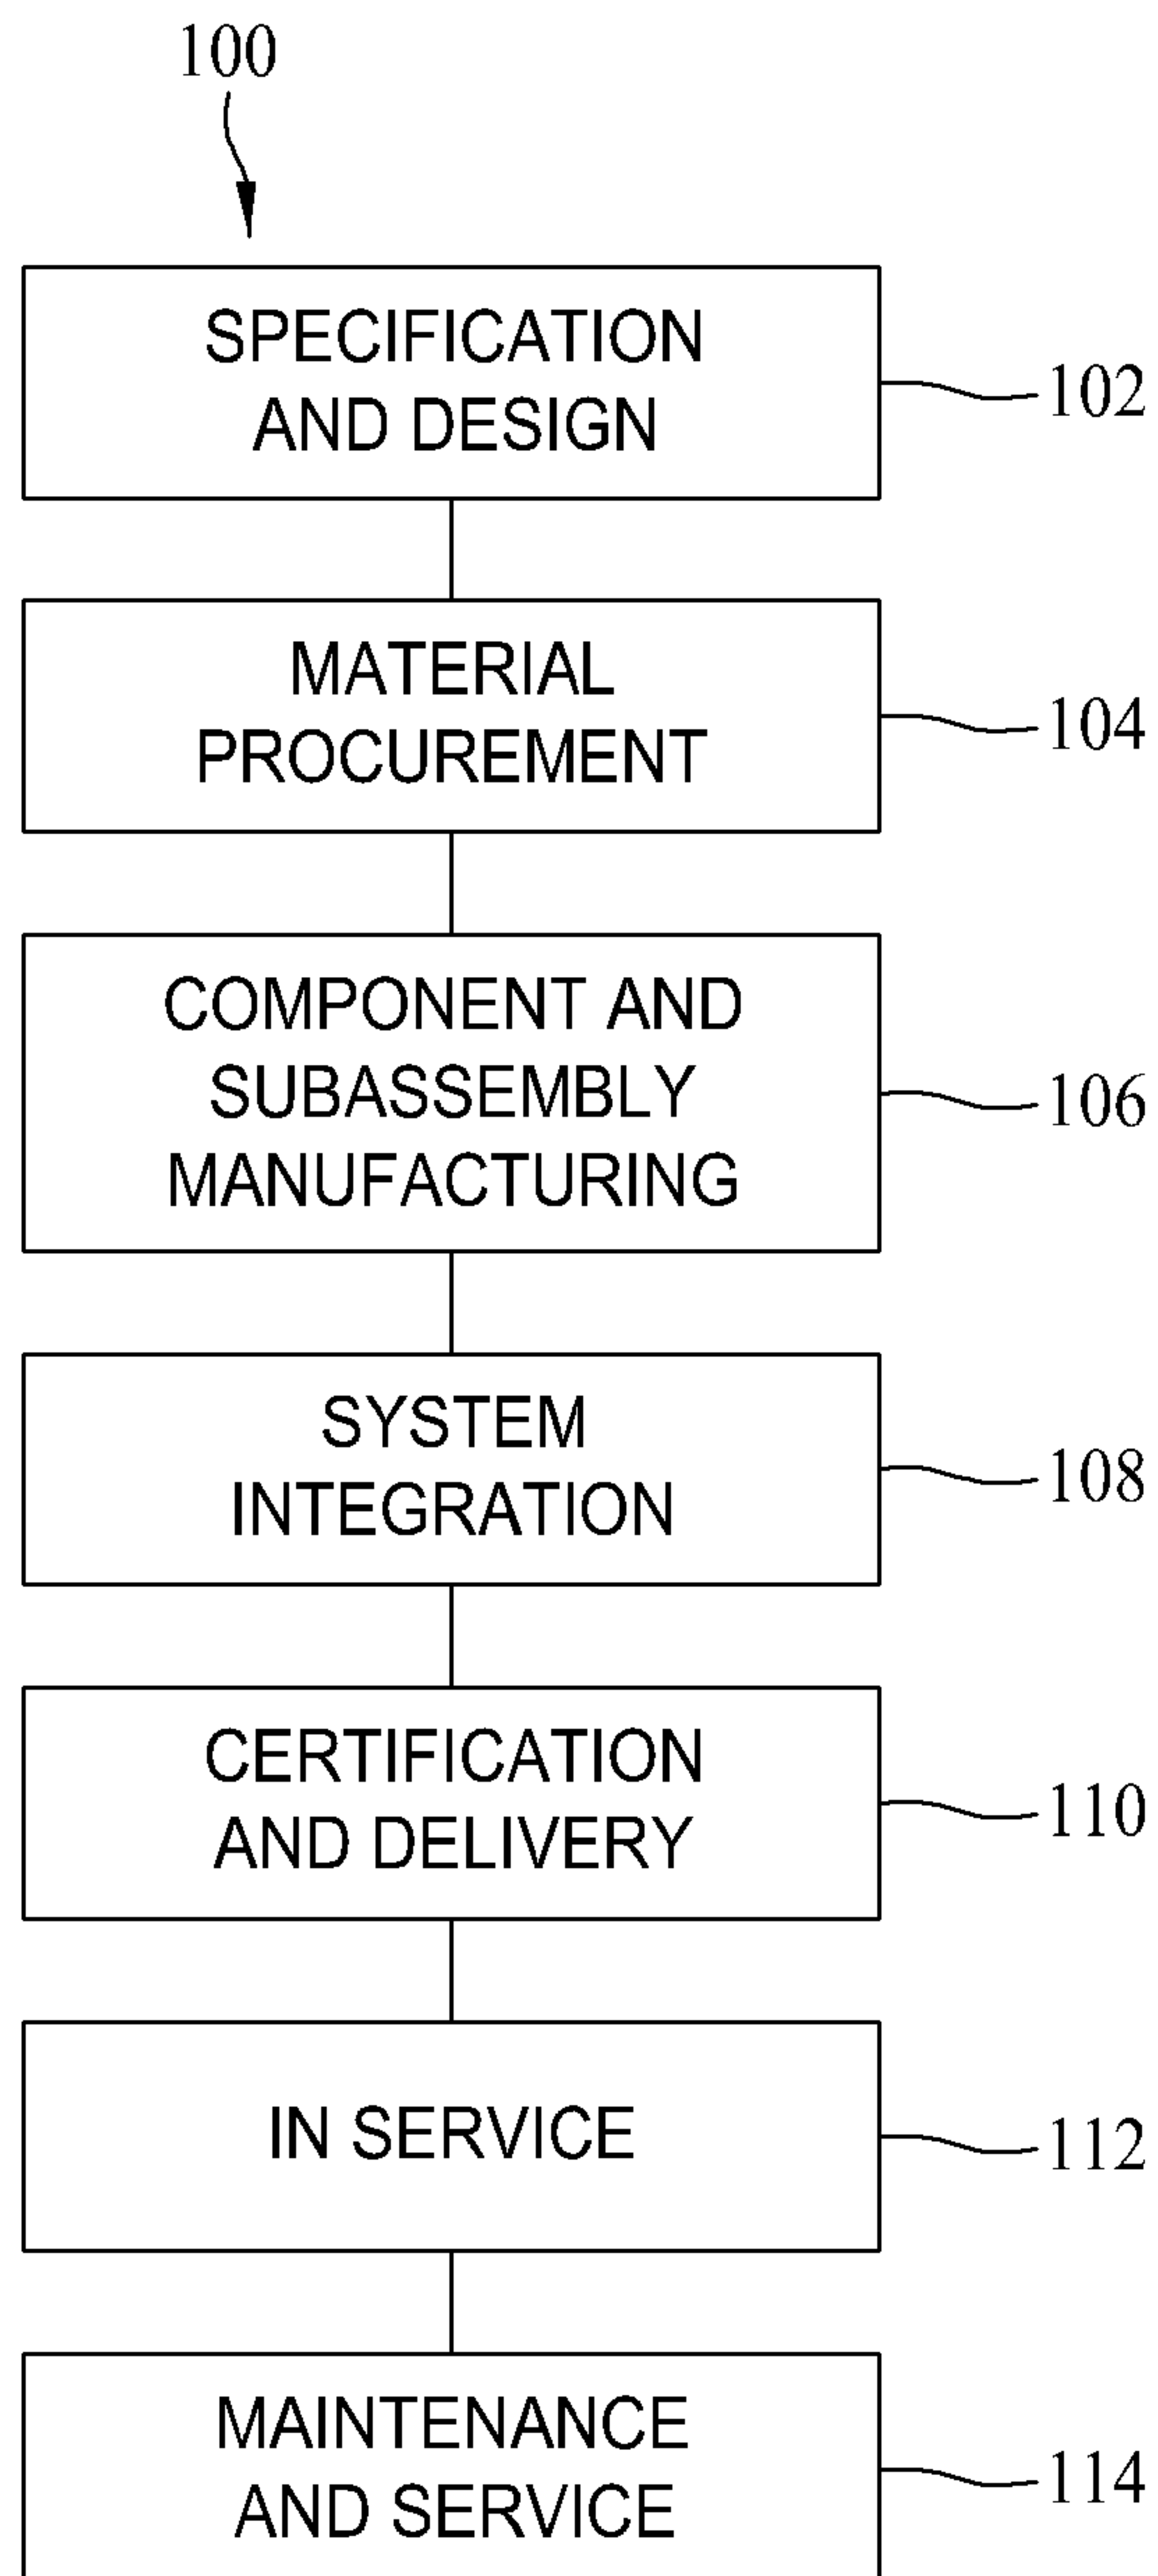 100
SPECIFICATION
AND DESIGN
102
MATERIAL
PROCUREMENT
104
COMPONENT AND
SUBASSEMBLY
MANUFACTURING
106
SYSTEM
INTEGRATION
108
CERTIFICATION
AND DELIVERY
110
IN SERVICE
112
MAINTENANCE
AND SERVICE
114